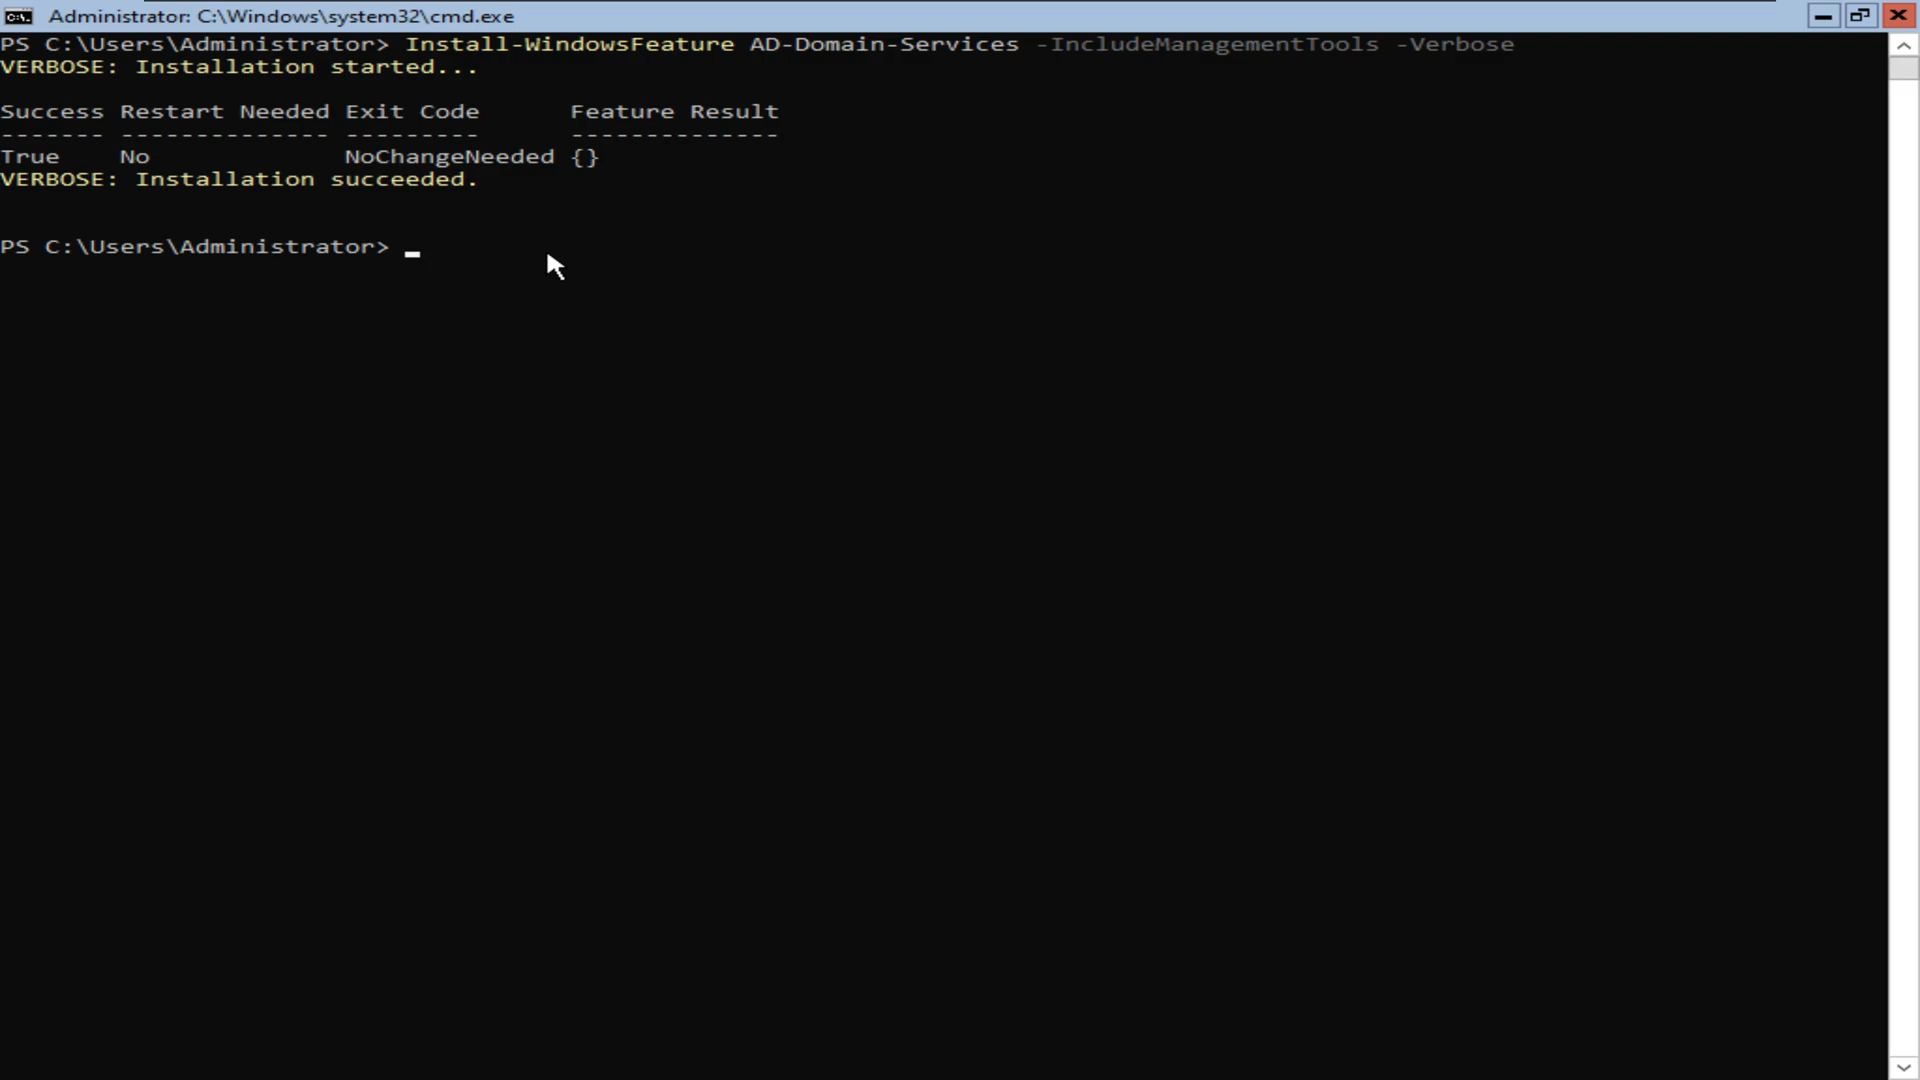 Administrator: C:\Windows\system32\cmd.exe
PS C:\Users\Administrator> Install-WindowsFeature AD-Domain-Services -IncludeManagementTools -Verbose
VERBOSE: Installation started...
Success Restart Needed Exit Code      Feature Result
------- -------------- ---------      --------------
True    No             NoChangeNeeded {}
VERBOSE: Installation succeeded.
PS C:\Users\Administrator>